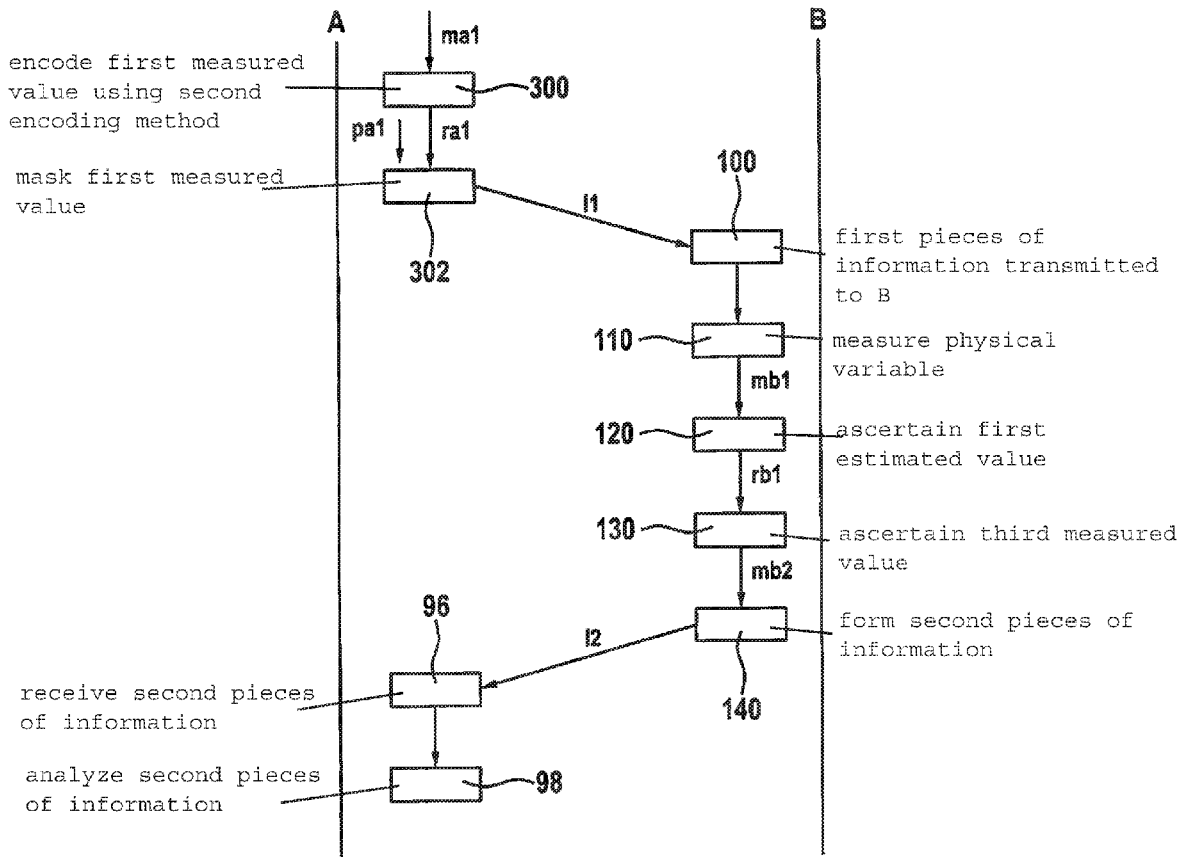 A
B
ma1
encode first measured
value using second
encoding method
300
pa1
ra1
mask first measured
value
302
I1
100
first pieces of
information transmitted
to B
110
measure physical
variable
mb1
120
ascertain first
estimated value
rb1
130
ascertain third measured
value
mb2
96
I2
form second pieces of
information
140
receive second pieces
of information
analyze second pieces
of information
98